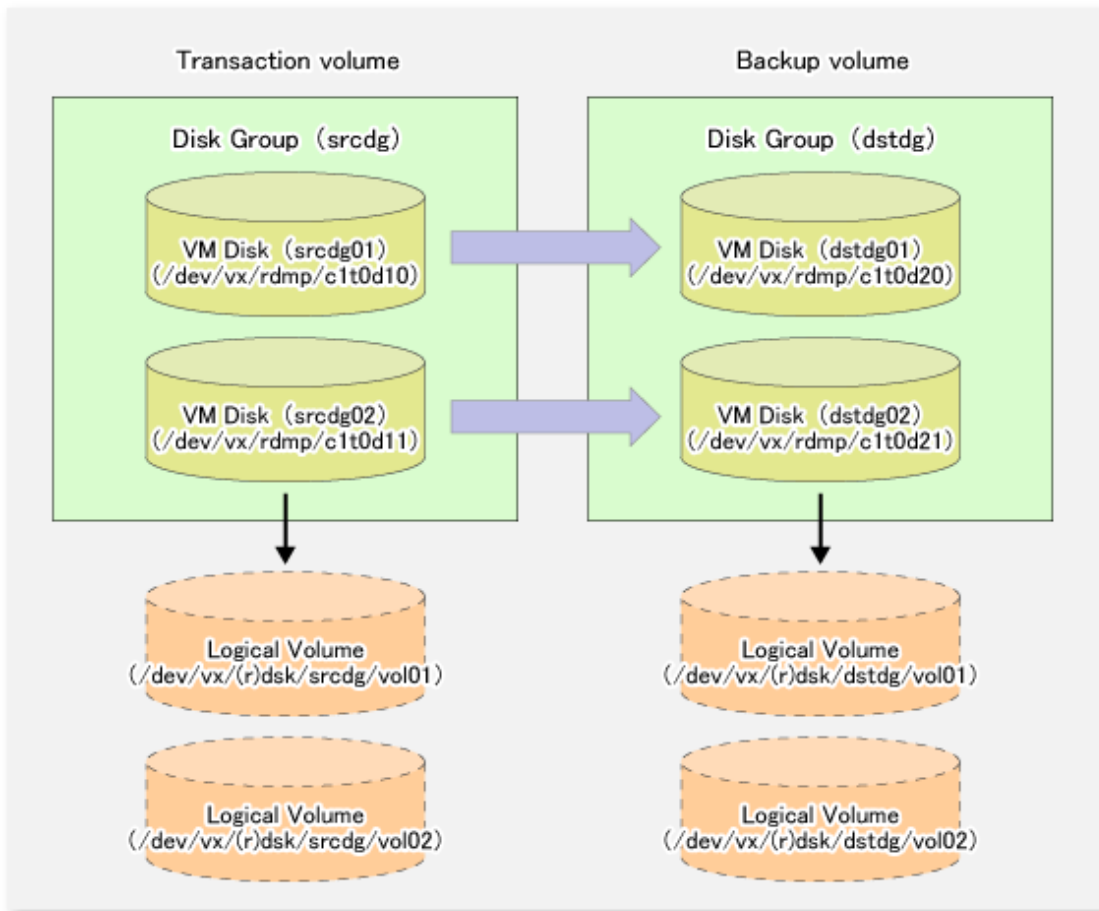 Transaction volume
Backup volume
Disk Group (srcdg)
VM Disk (srcdg01)
(/dev/vx/rdmp/c1t0d10)
VM Disk (srcdg02)
(/dev/vx/rdmp/c1t0d11)
Disk Group (dstdg)
VM Disk (dstdg01)
(/dev/vx/rdmp/c1t0d20)
VM Disk (dstdg02)
(/dev/vx/rdmp/c1t0d21)
Logical Volume
(/dev/vx/(r)dsk/srcdg/vol01)
Logical Volume
(/dev/vx/(r)dsk/srcdg/vol02)
Logical Volume
(/dev/vx/(r)dsk/dstdg/vol01)
Logical Volume
(/dev/vx/(r)dsk/dstdg/vol02)